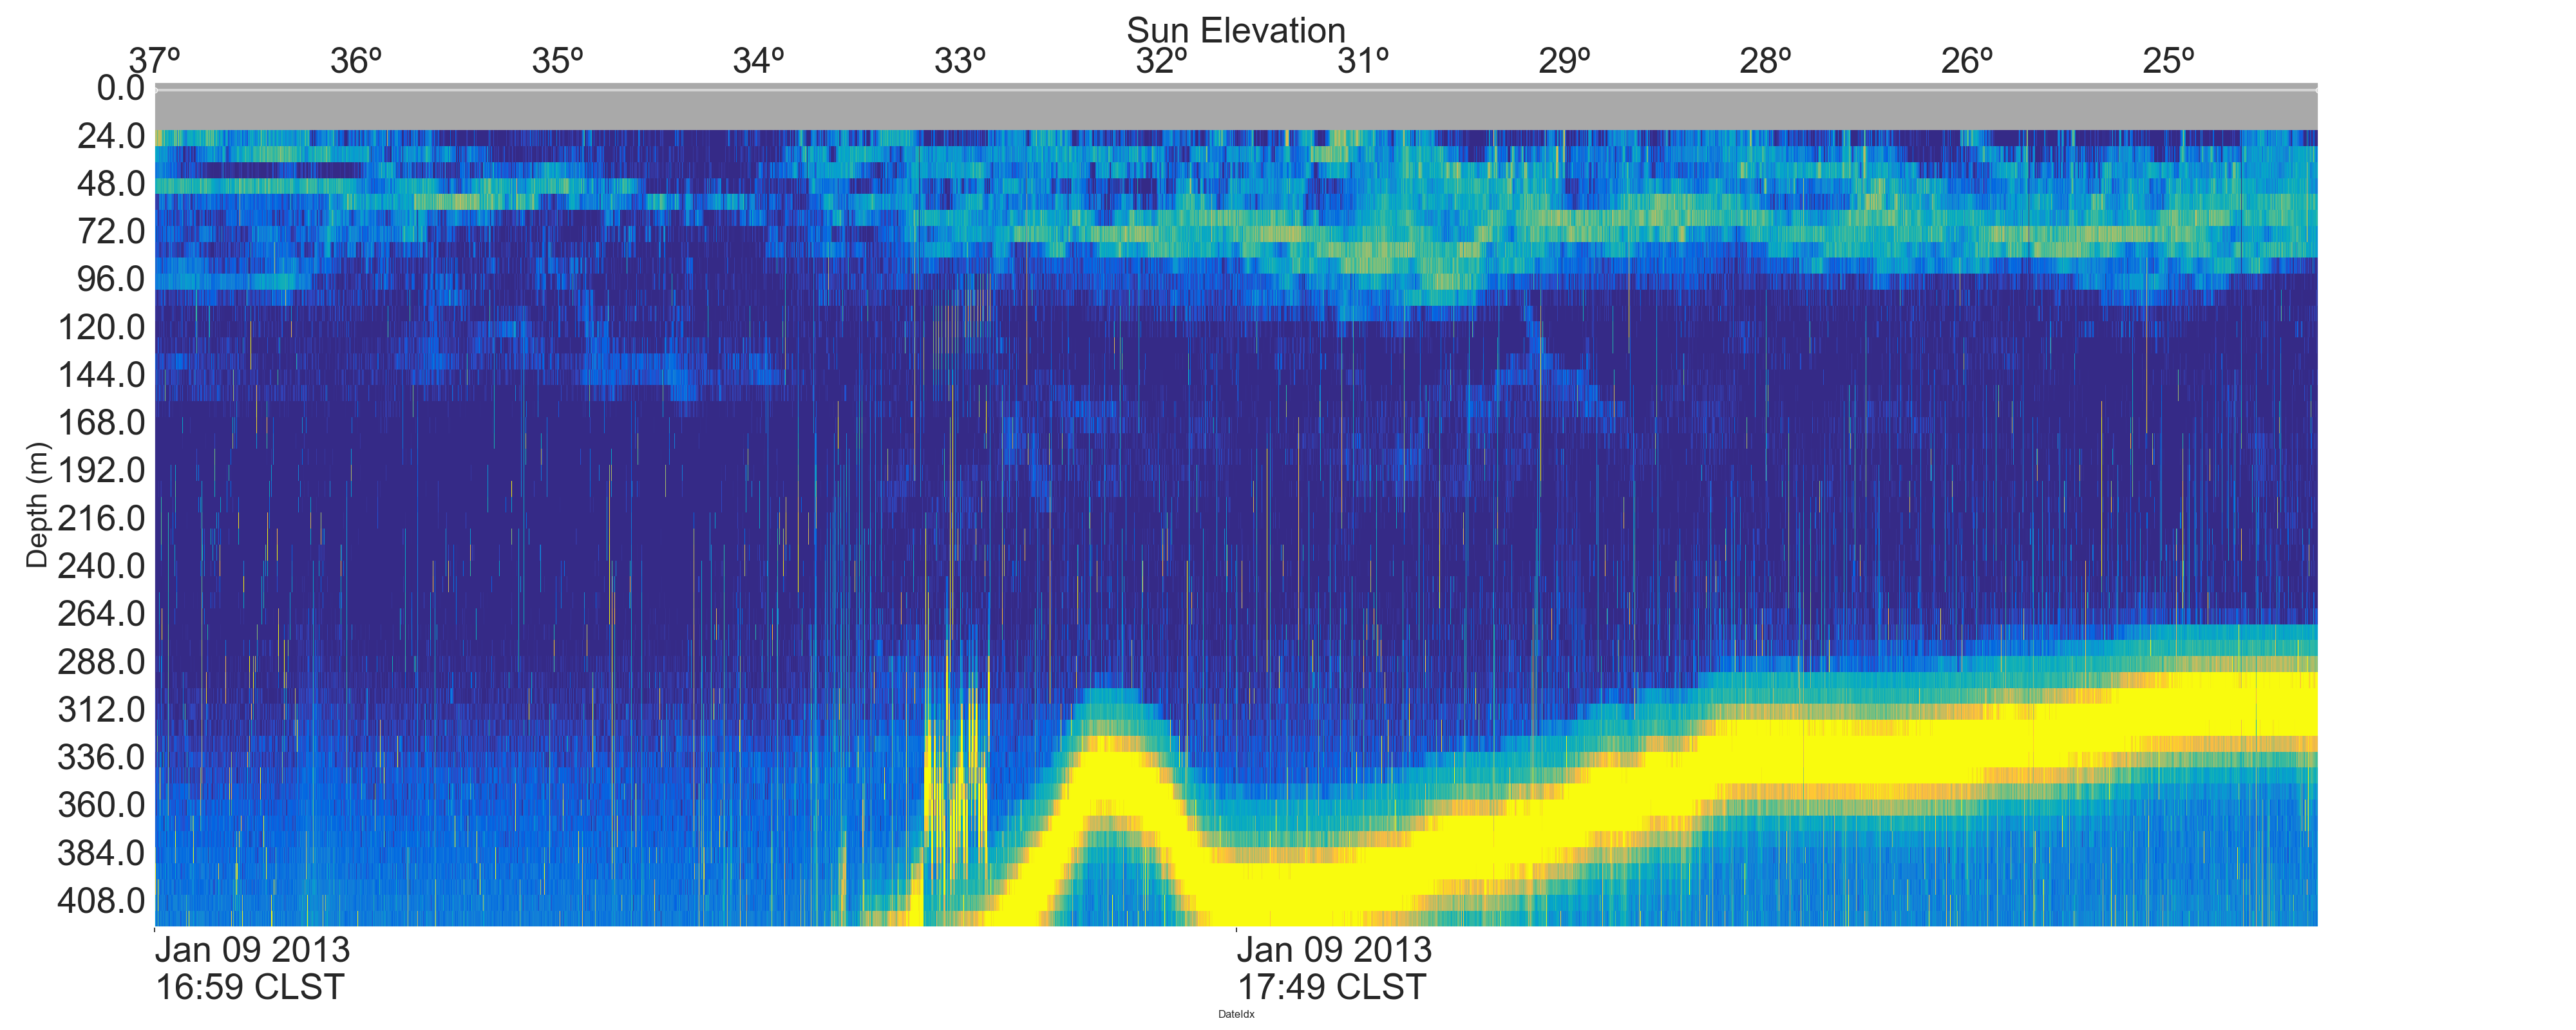 Sun Elevation
37º 36º 35º 34º 33º 32º 31º 29º 28º 26º 25º
0.0
24.0
48.0
72.0
96.0
120.0
144.0
168.0
192.0
216.0
240.0
264.0
288.0
312.0
336.0
360.0
384.0
408.0
Depth (m)
Jan 09 2013
16:59 CLST
Jan 09 2013
17:49 CLST
DateIdx